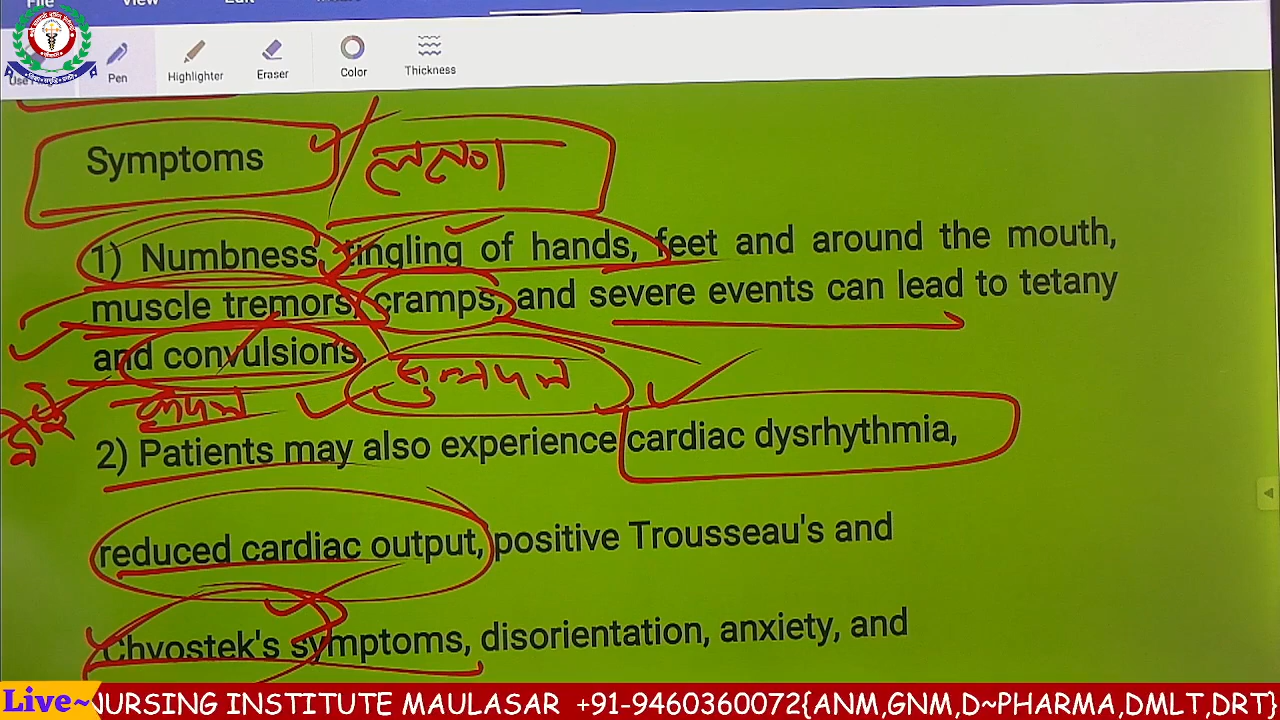 File View Edit
Pen Highlighter Eraser Color Thickness
Symptoms
1) Numbness, tingling of hands, feet and around the mouth,
muscle tremors, cramps, and severe events can lead to tetany
and convulsions.
2) Patients may also experience cardiac dysrhythmia,
reduced cardiac output, positive Trousseau's and
Chvostek's symptoms, disorientation, anxiety, and
Live~ NURSING INSTITUTE MAULASAR +91-9460360072{ANM,GNM,D~PHARMA,DMLT,DRT}